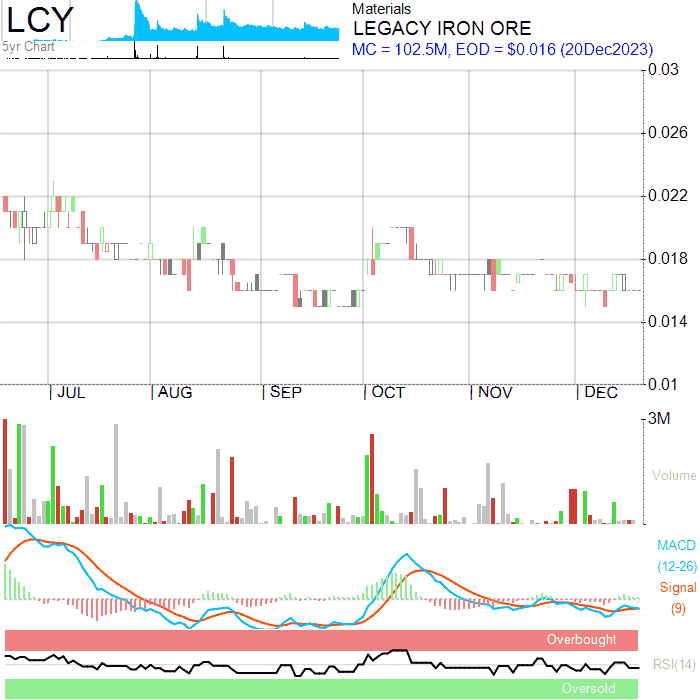 LCY
5yr Chart
Materials
LEGACY IRON ORE
MC = 102.5M, EOD = $0.016 (20Dec2023)
0.03
0.026
0.022
0.018
0.014
0.01
JUL AUG SEP OCT NOV DEC
3M
Volume
MACD
(12-26)
Signal
(9)
Overbought
RSI(14)
Oversold